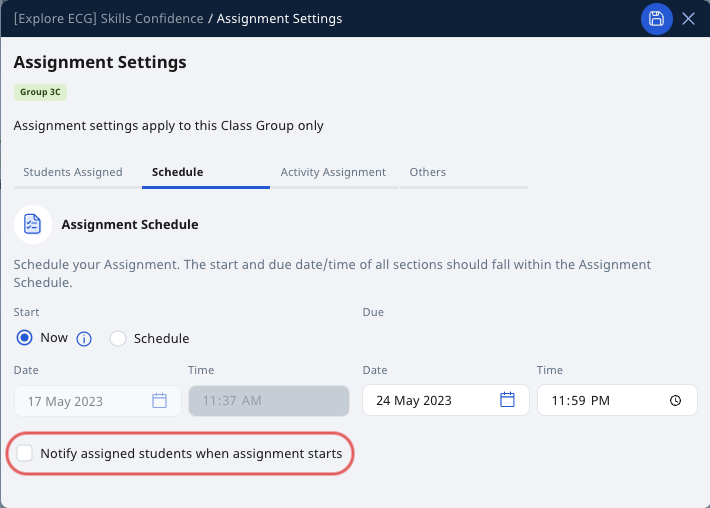 [Explore ECG] Skills Confidence / Assignment Settings
Assignment Settings
Group 3C
Assignment settings apply to this Class Group only
Students Assigned Schedule Activity Assignment Others
Assignment Schedule
Schedule your Assignment. The start and due date/time of all sections should fall within the Assignment
Schedule.
Start Due
Now Schedule
Date Time Date Time
17 May 2023 11:37 AM 24 May 2023 11:59 PM
Notify assigned students when assignment starts